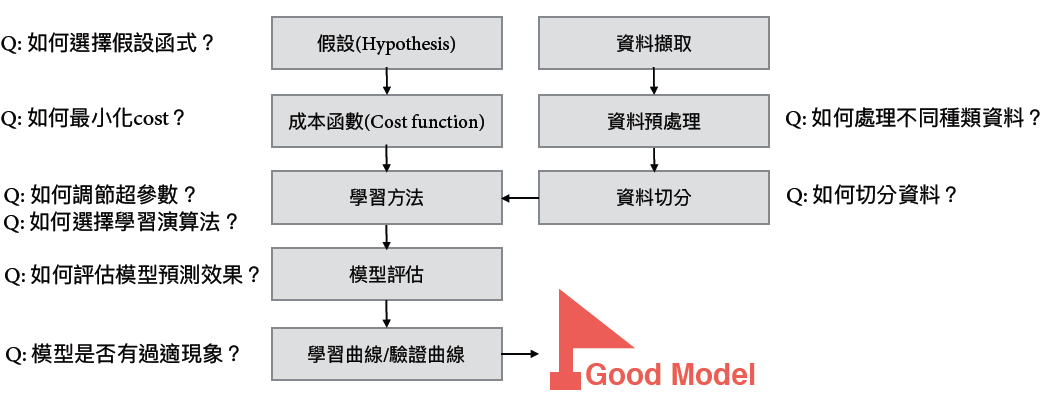 Q: 如何選擇假設函式？
假設(Hypothesis)
資料擷取
Q: 如何最小化cost？
成本函數(Cost function)
資料預處理
Q: 如何處理不同種類資料？
Q: 如何調節超參數？
Q: 如何選擇學習演算法？
學習方法
資料切分
Q: 如何切分資料？
Q: 如何評估模型預測效果？
模型評估
Q: 模型是否有過適現象？
學習曲線/驗證曲線
Good Model